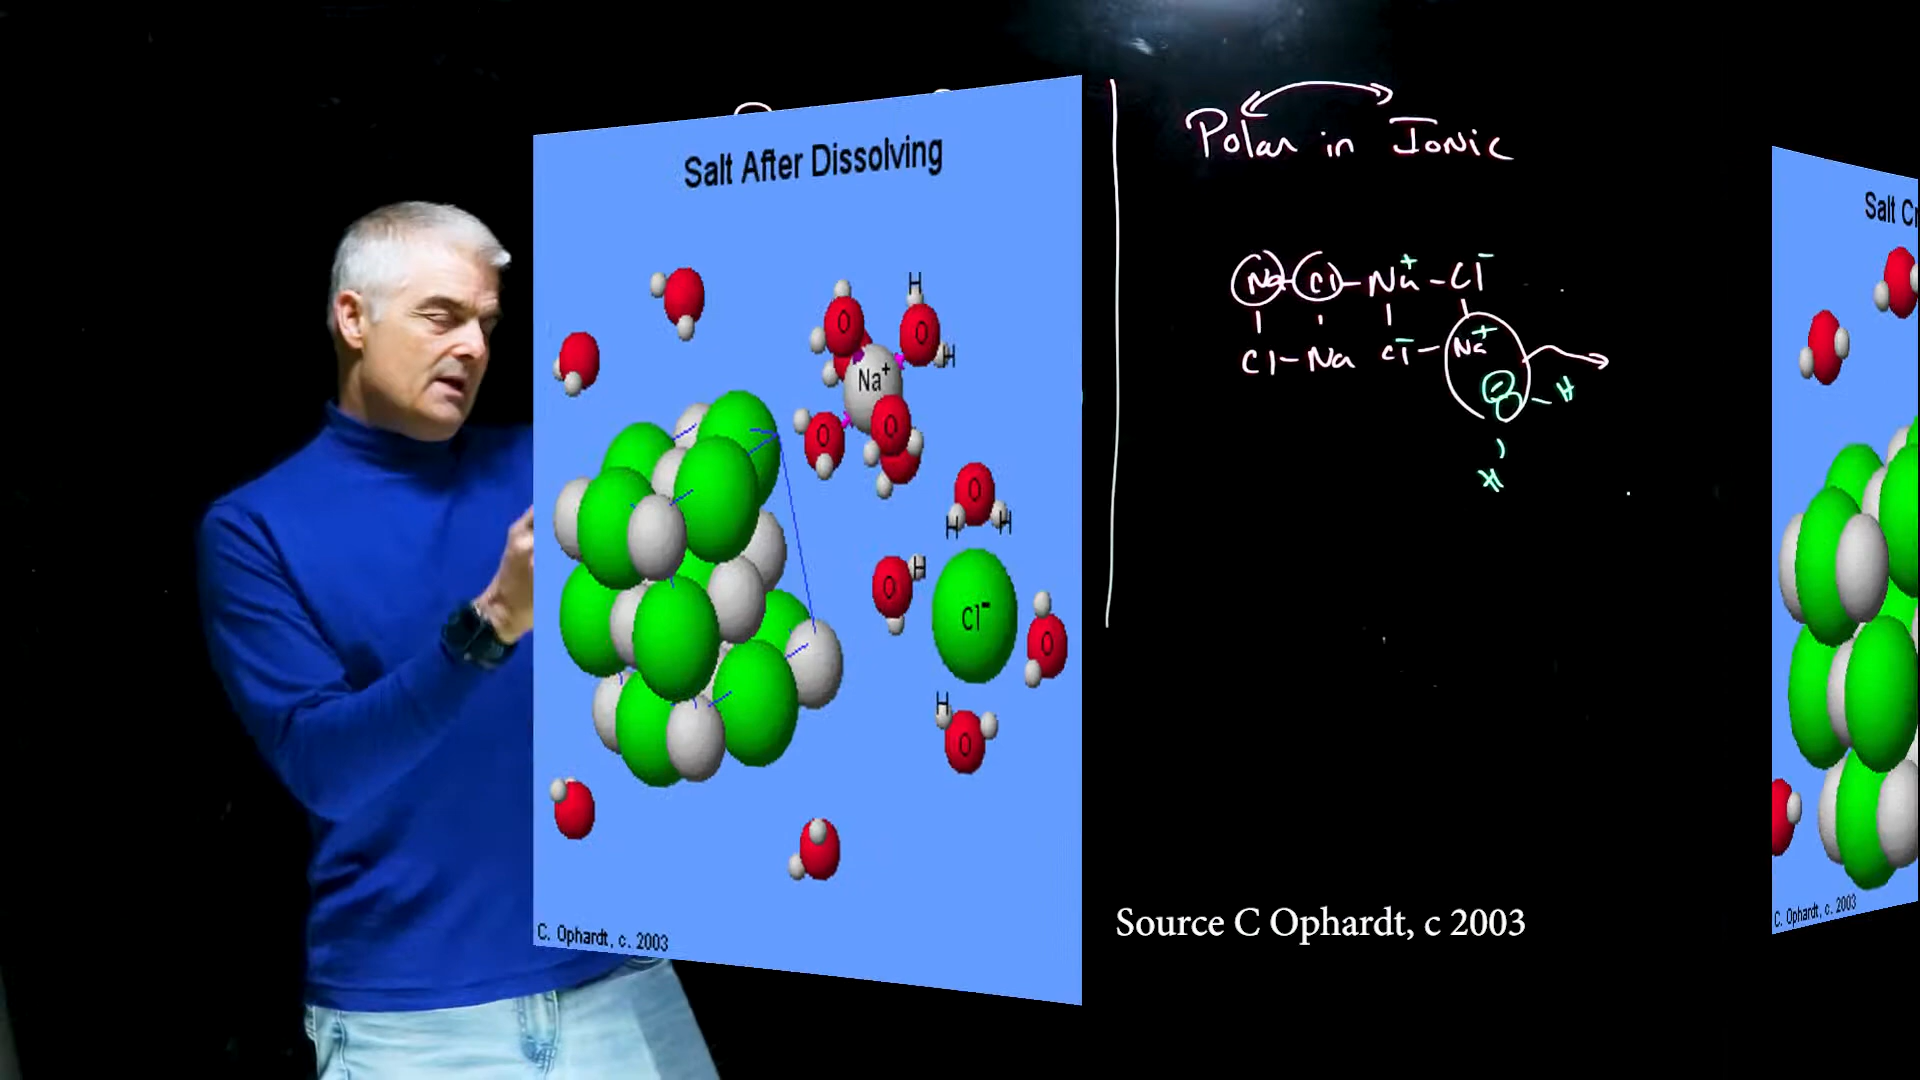 Salt After Dissolving
H
O
O
H
Na⁺
O
O
O
H
H
O
H
Cl⁻
O
H
O
C. Ophardt, c. 2003
Polar in Ionic
Na Cl - Na⁺ - Cl⁻
Cl - Na Cl⁻ - Na⁺
⊖
O - H
H
Source C Ophardt, c 2003
Salt Cr
C. Ophardt, c. 2003